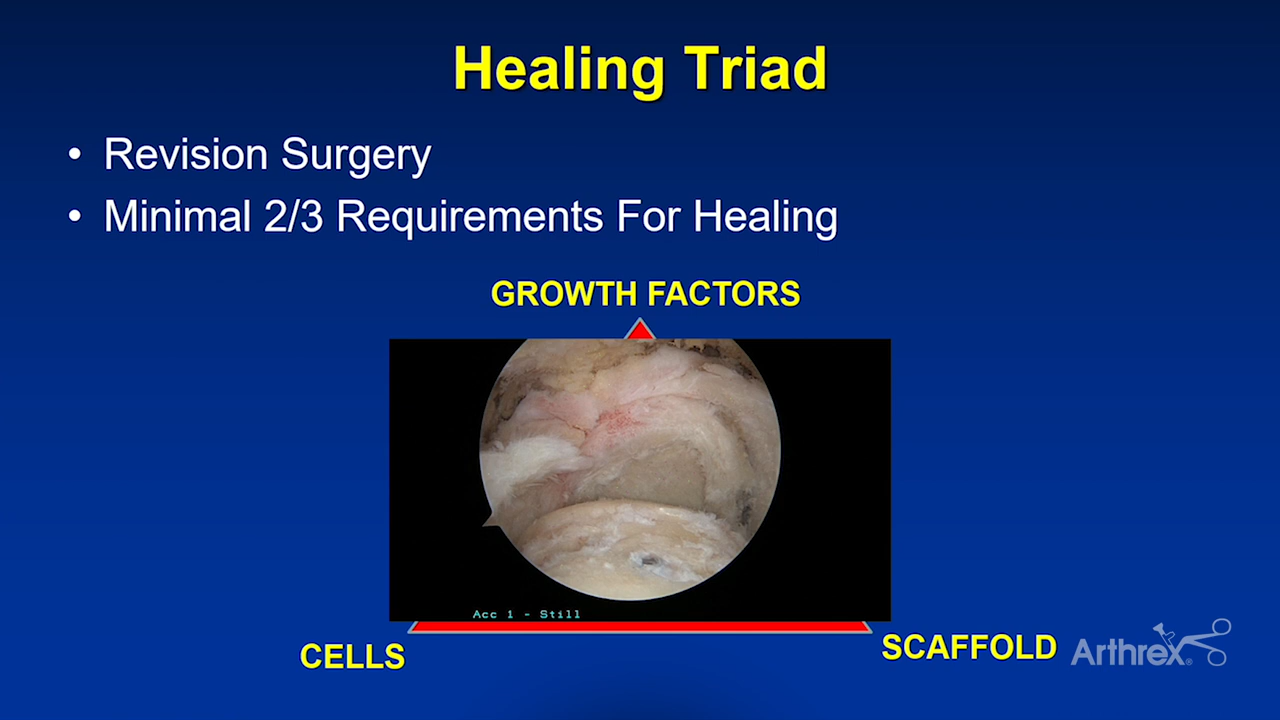 Healing Triad
• Revision Surgery
• Minimal 2/3 Requirements For Healing
GROWTH FACTORS
Acc 1 - Still
CELLS
SCAFFOLD
Arthrex®